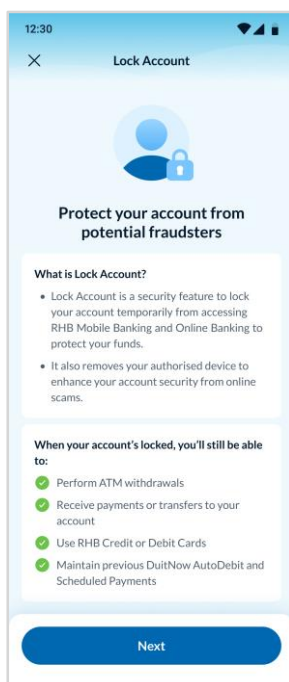 12:30
Lock Account
Protect your account from
potential fraudsters
What is Lock Account?
• Lock Account is a security feature to lock
your account temporarily from accessing
RHB Mobile Banking and Online Banking to
protect your funds.
• It also removes your authorised device to
enhance your account security from online
scams.
When your account's locked, you'll still be able
to:
Perform ATM withdrawals
Receive payments or transfers to your
account
Use RHB Credit or Debit Cards
Maintain previous DuitNow AutoDebit and
Scheduled Payments
Next